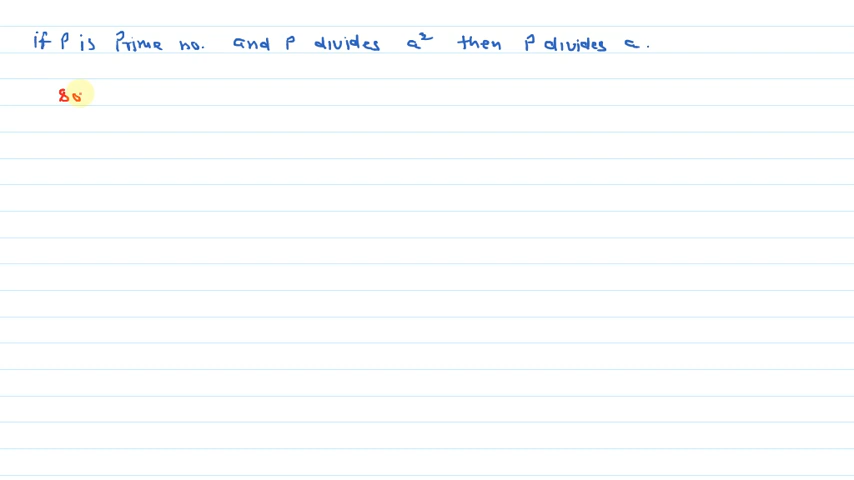 if P is Prime no. and P divides a² then P divides a.
So